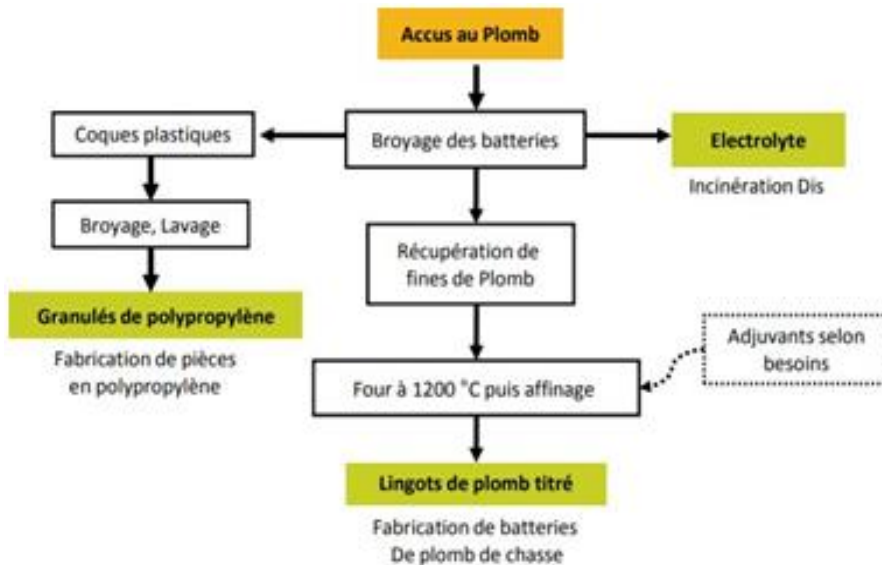 Accus au Plomb
Coques plastiques
Broyage des batteries
Electrolyte
Incinération Dis
Broyage, Lavage
Récupération de
fines de Plomb
Granulés de polypropylène
Fabrication de pièces
en polypropylène
Adjuvants selon
besoins
Four à 1200 °C puis affinage
Lingots de plomb titré
Fabrication de batteries
De plomb de chasse